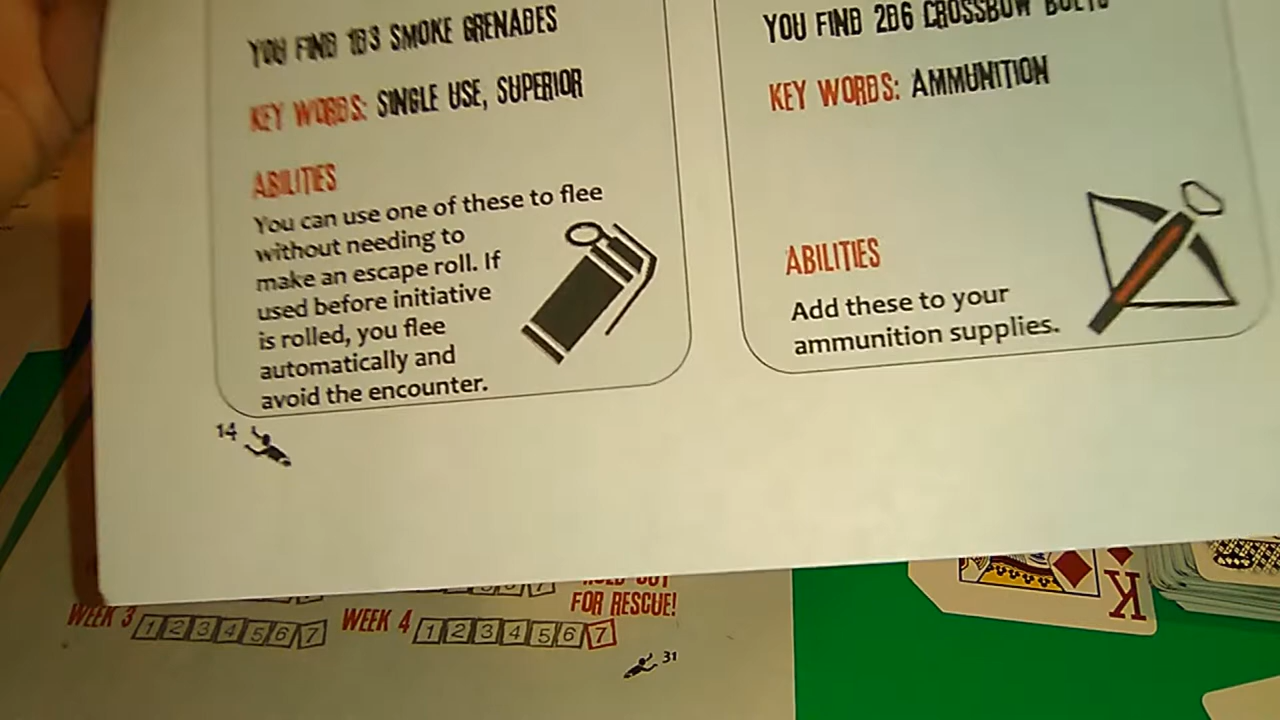 YOU FIND 1D3 SMOKE GRENADES
KEY WORDS: SINGLE USE, SUPERIOR
ABILITIES
You can use one of these to flee
without needing to
make an escape roll. If
used before initiative
is rolled, you flee
automatically and
avoid the encounter.
14
YOU FIND 2D6 CROSSBOW BOLTS
KEY WORDS: AMMUNITION
ABILITIES
Add these to your
ammunition supplies.
HOLD OUT
FOR RESCUE!
WEEK 3 1 2 3 4 5 6 7
WEEK 4 1 2 3 4 5 6 7
31
K